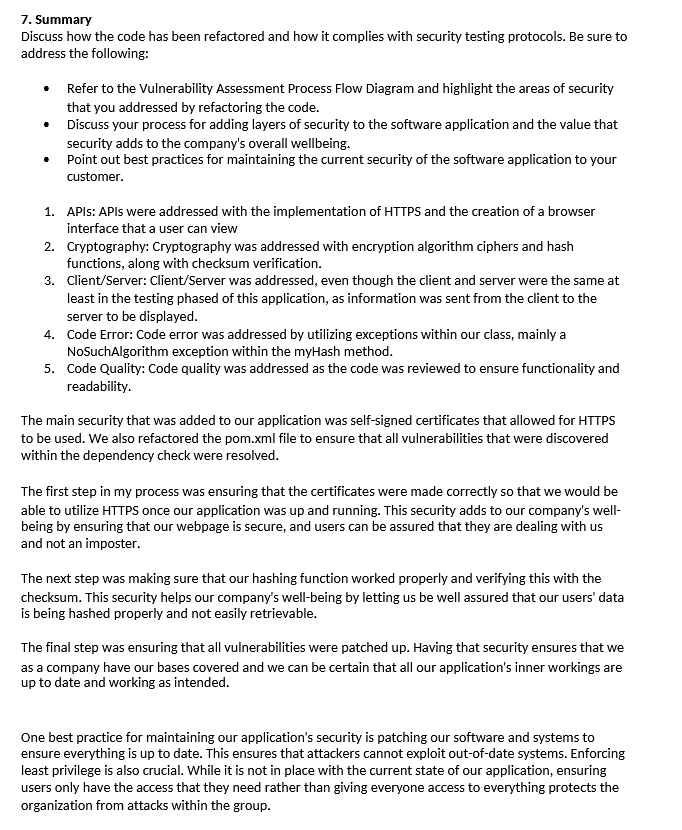 7. Summary
Discuss how the code has been refactored and how it complies with security testing protocols. Be sure to
address the following:
• Refer to the Vulnerability Assessment Process Flow Diagram and highlight the areas of security
that you addressed by refactoring the code.
• Discuss your process for adding layers of security to the software application and the value that
security adds to the company's overall wellbeing.
• Point out best practices for maintaining the current security of the software application to your
customer.
1. APIs: APIs were addressed with the implementation of HTTPS and the creation of a browser
interface that a user can view
2. Cryptography: Cryptography was addressed with encryption algorithm ciphers and hash
functions, along with checksum verification.
3. Client/Server: Client/Server was addressed, even though the client and server were the same at
least in the testing phased of this application, as information was sent from the client to the
server to be displayed.
4. Code Error: Code error was addressed by utilizing exceptions within our class, mainly a
NoSuchAlgorithm exception within the myHash method.
5. Code Quality: Code quality was addressed as the code was reviewed to ensure functionality and
readability.
The main security that was added to our application was self-signed certificates that allowed for HTTPS
to be used. We also refactored the pom.xml file to ensure that all vulnerabilities that were discovered
within the dependency check were resolved.
The first step in my process was ensuring that the certificates were made correctly so that we would be
able to utilize HTTPS once our application was up and running. This security adds to our company's well-
being by ensuring that our webpage is secure, and users can be assured that they are dealing with us
and not an imposter.
The next step was making sure that our hashing function worked properly and verifying this with the
checksum. This security helps our company's well-being by letting us be well assured that our users' data
is being hashed properly and not easily retrievable.
The final step was ensuring that all vulnerabilities were patched up. Having that security ensures that we
as a company have our bases covered and we can be certain that all our application's inner workings are
up to date and working as intended.
One best practice for maintaining our application's security is patching our software and systems to
ensure everything is up to date. This ensures that attackers cannot exploit out-of-date systems. Enforcing
least privilege is also crucial. While it is not in place with the current state of our application, ensuring
users only have the access that they need rather than giving everyone access to everything protects the
organization from attacks within the group.